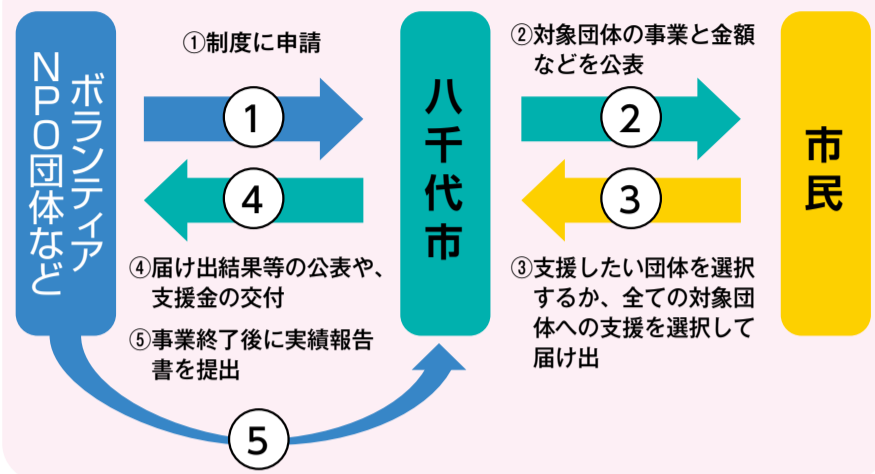 ボランティア
NPO団体など
①制度に申請
1
4
④届け出結果等の公表や、
支援金の交付
⑤事業終了後に実績報告
書を提出
5
八千代市
②対象団体の事業と金額
などを公表
2
3
③支援したい団体を選択
するか、全ての対象団
体への支援を選択して
届け出
市民